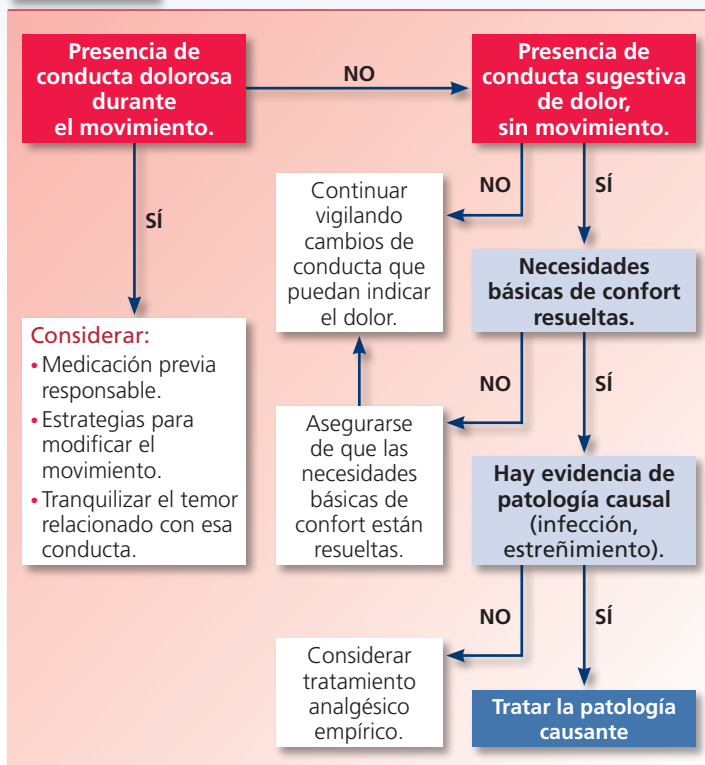 Presencia de
conducta dolorosa
durante
el movimiento.
NO
Presencia de
conducta sugestiva
de dolor,
sin movimiento.
SÍ
NO
SÍ
Continuar
vigilando
cambios de
conducta que
puedan indicar
el dolor.
Necesidades
básicas de confort
resueltas.
Considerar:
• Medicación previa
responsable.
• Estrategias para
modificar el
movimiento.
• Tranquilizar el temor
relacionado con esa
conducta.
NO
SÍ
Asegurarse
de que las
necesidades
básicas de
confort están
resueltas.
Hay evidencia de
patología causal
(infección,
estreñimiento).
NO
SÍ
Considerar
tratamiento
analgésico
empírico.
Tratar la patología
causante